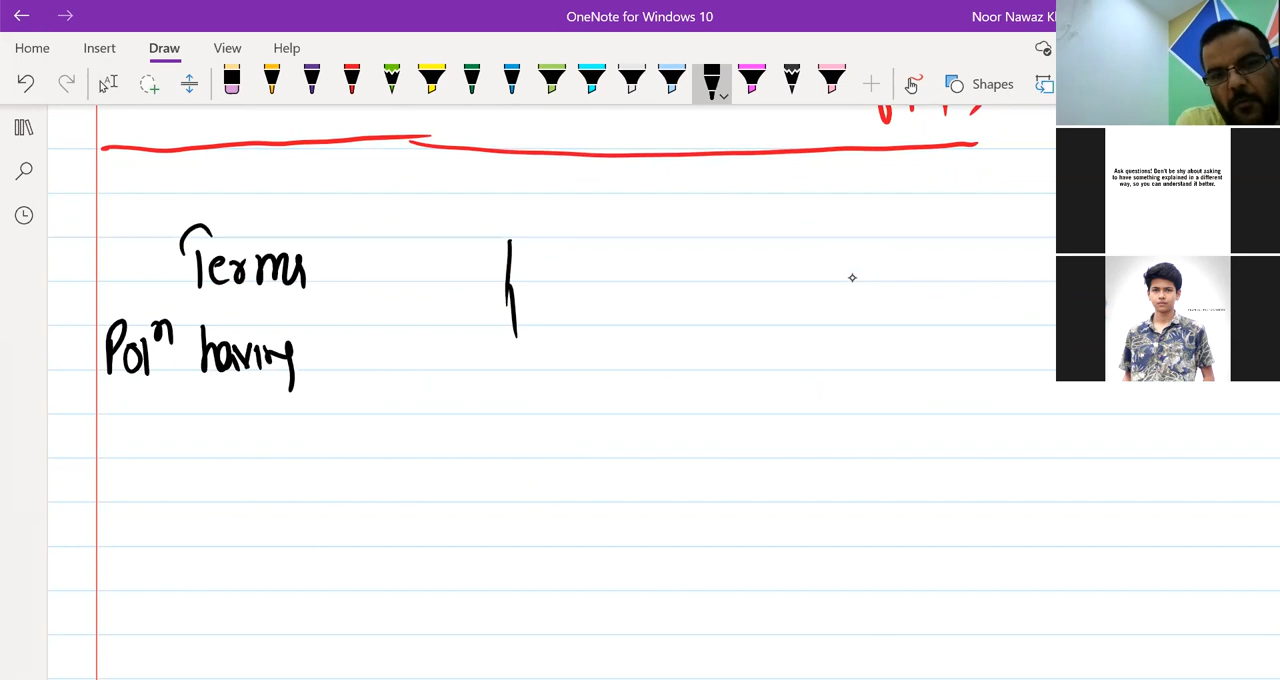 OneNote for Windows 10
Noor Nawaz Kh
Home Insert Draw View Help
Shapes
Ask questions! Don't be shy about asking
to have something explained in a different
way, so you can understand it better.
Terms
Polⁿ having